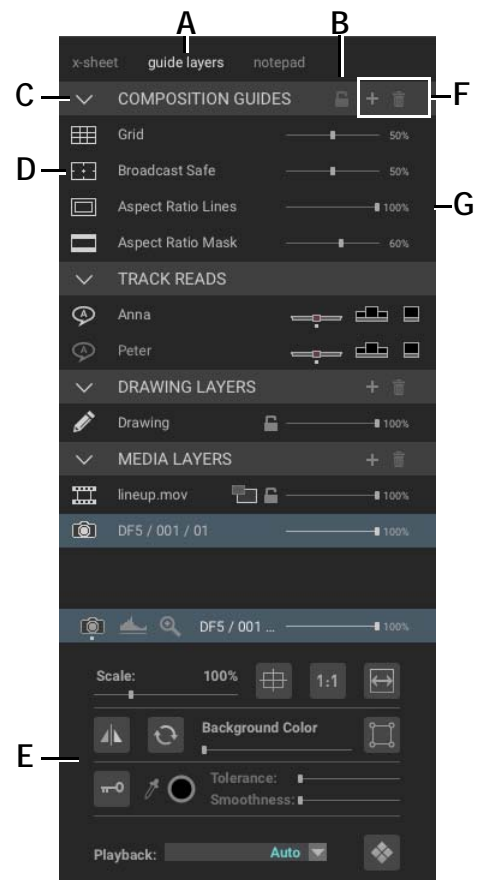 A
B
x-sheet guide layers notepad
C COMPOSITION GUIDES F
Grid 50%
D Broadcast Safe 50%
Aspect Ratio Lines 100% G
Aspect Ratio Mask 60%
TRACK READS
A Anna
A Peter
DRAWING LAYERS
Drawing 100%
MEDIA LAYERS
lineup.mov 100%
DF5 / 001 / 01 100%
DF5 / 001 ... 100%
Scale: 100% 1:1
Background Color
E
Tolerance:
Smoothness:
Playback: Auto